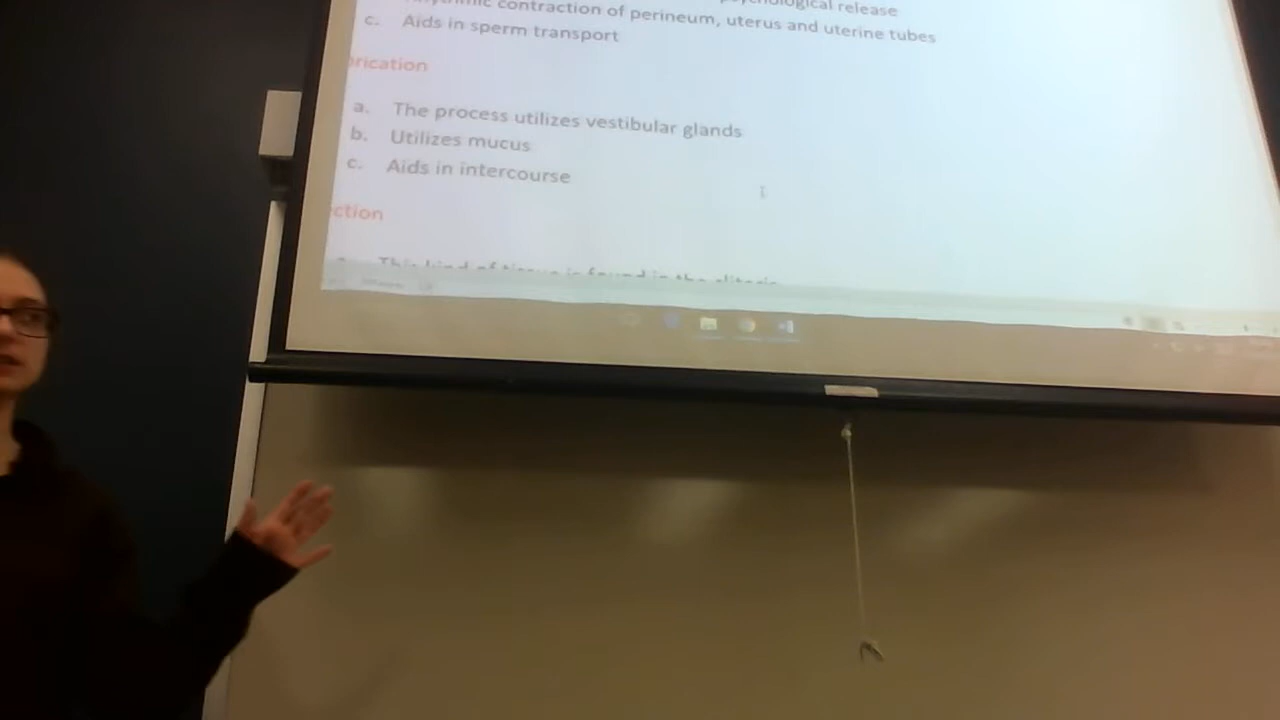 release
contraction of perineum, uterus and uterine tubes
c. Aids in sperm transport
rication
a. The process utilizes vestibular glands
b. Utilizes mucus
c. Aids in intercourse
ction